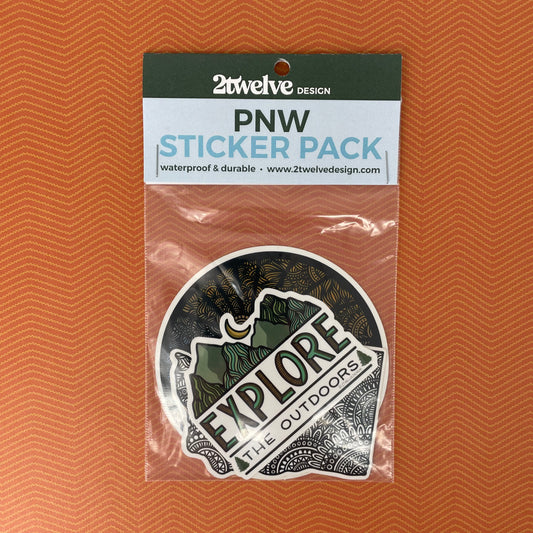 2twelve DESIGN
PNW
STICKER PACK
waterproof & durable • www.2twelvedesign.com
EXPLORE
THE OUTDOORS